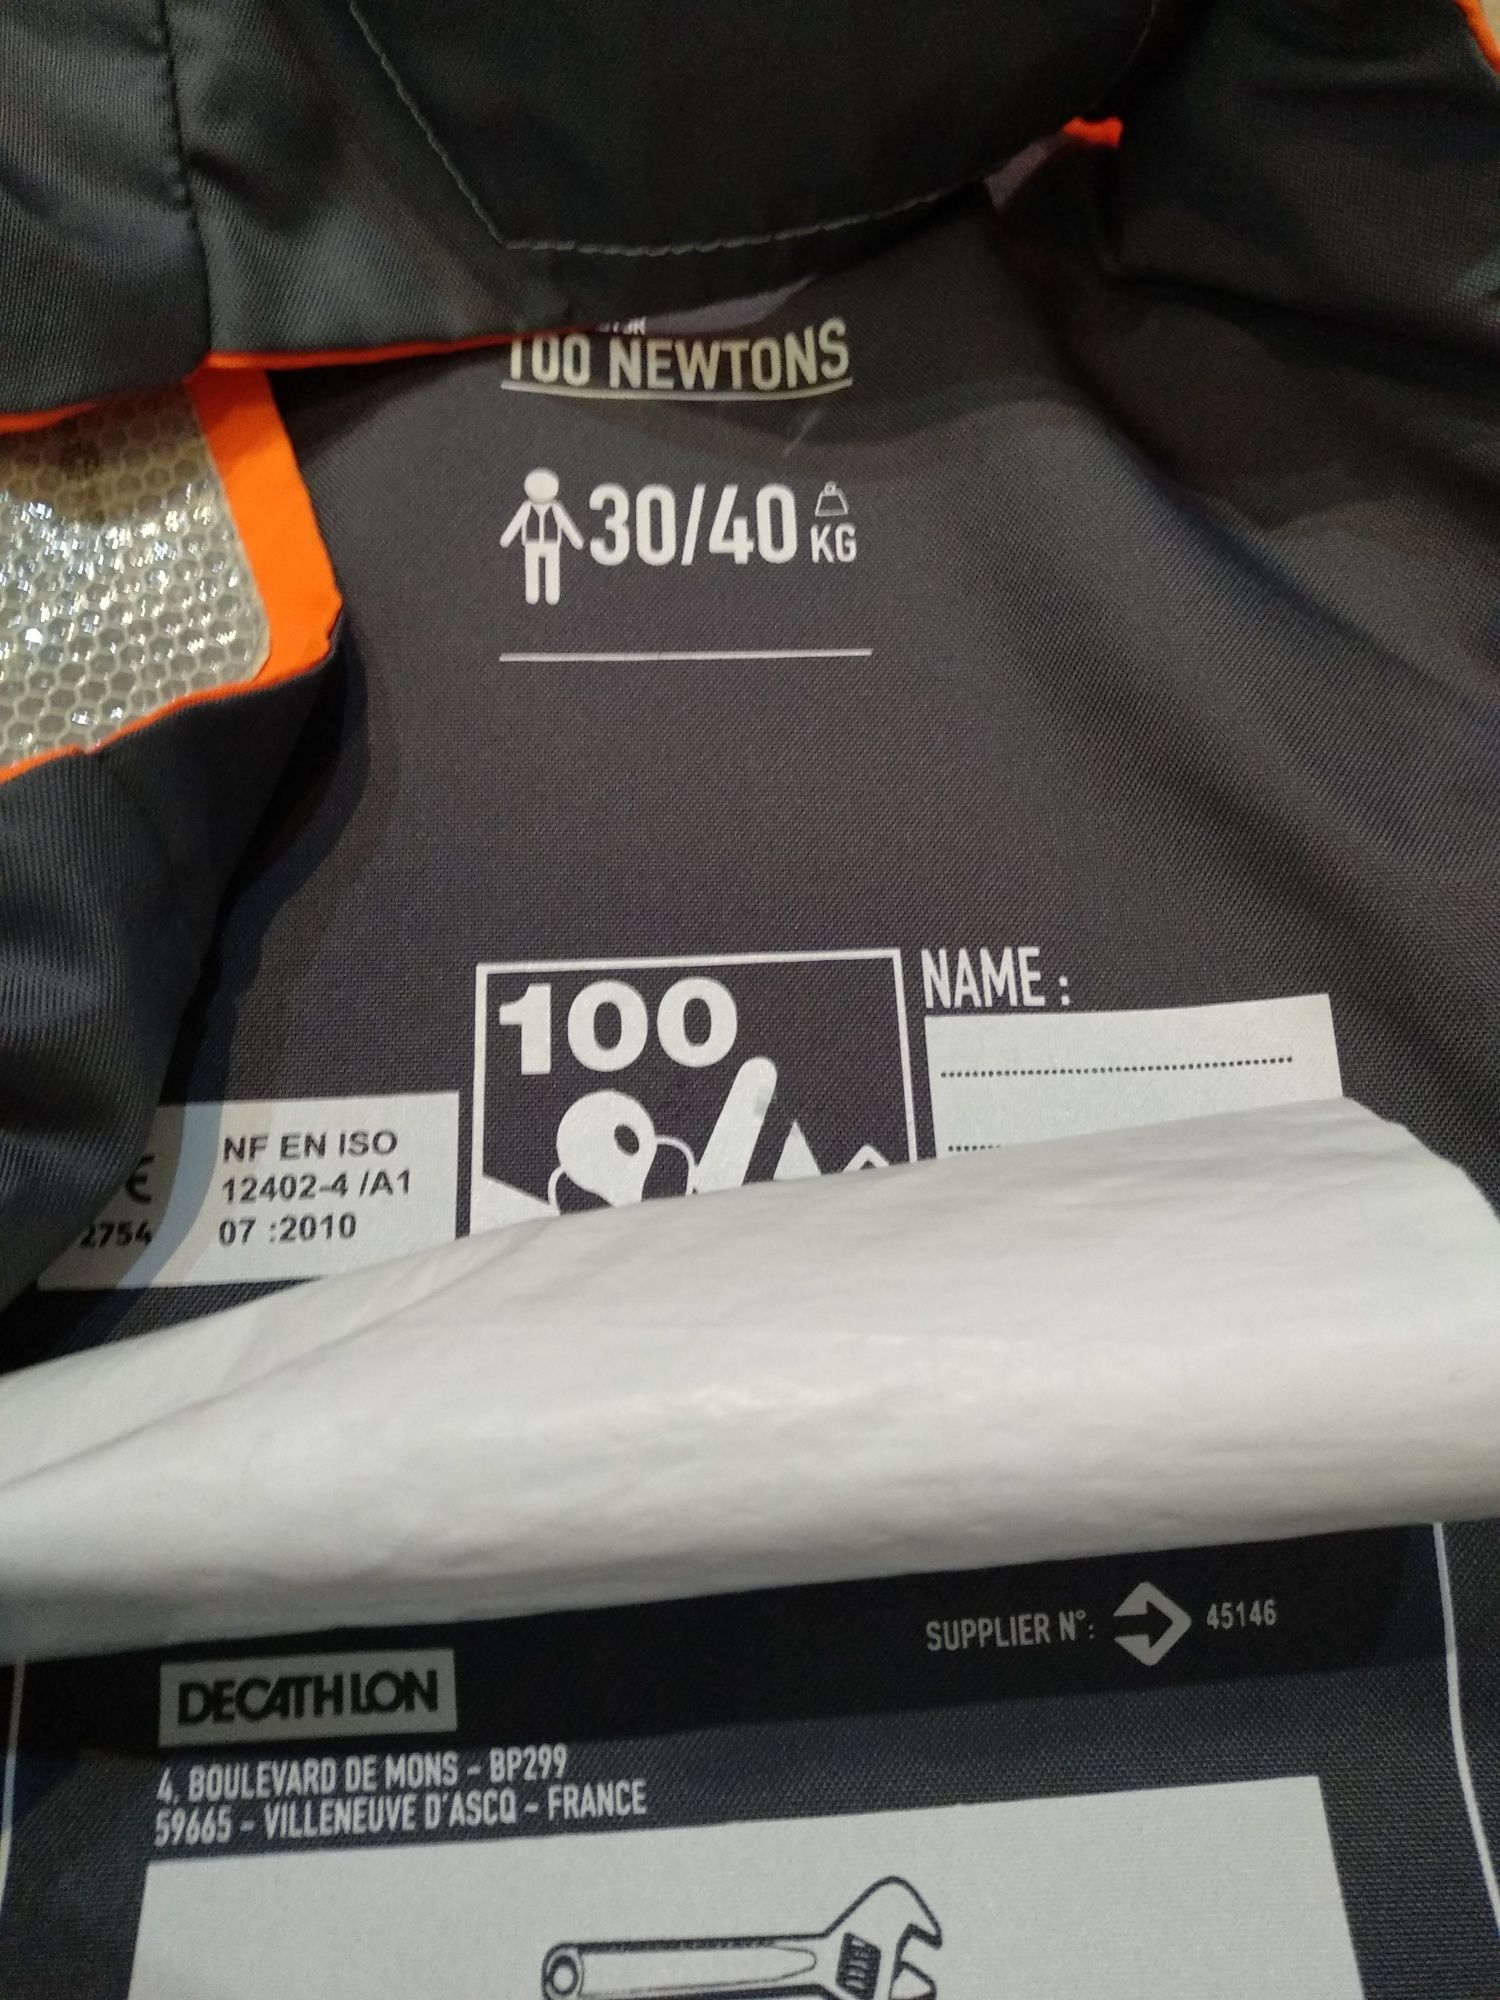 100 NEWTONS
30/40 KG
100
NAME :
NF EN ISO
12402-4 /A1
07 :2010
2754
SUPPLIER N°: 45146
DECATHLON
4, BOULEVARD DE MONS - BP299
59665 - VILLENEUVE D'ASCQ - FRANCE